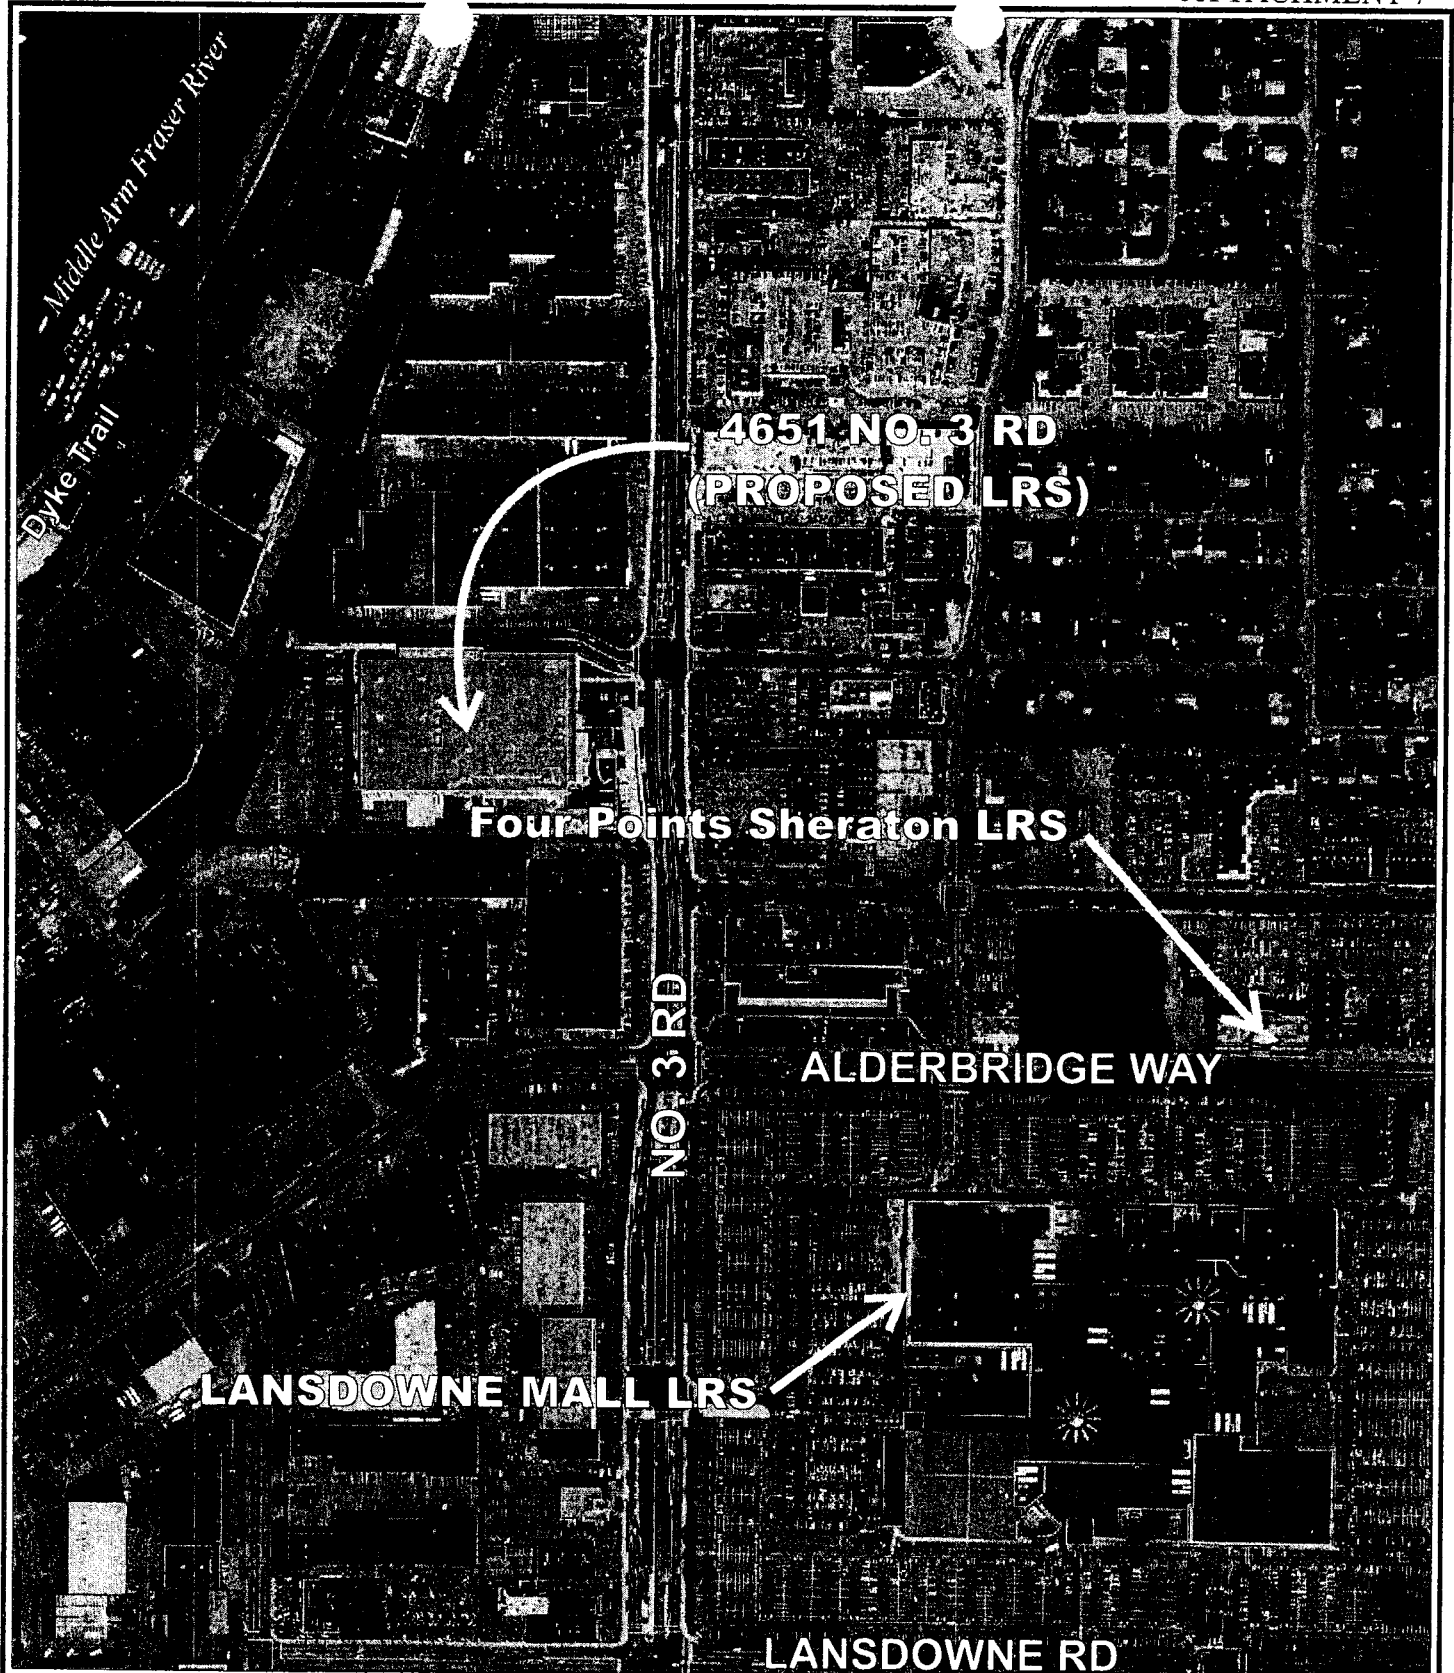 Middle Arm Fraser River
Dyke Trail
4651 NO. 3 RD
(PROPOSED LRS)
Four Points Sheraton LRS
NO. 3 RD
ALDERBRIDGE WAY
LANSDOWNE MALL LRS
LANSDOWNE RD